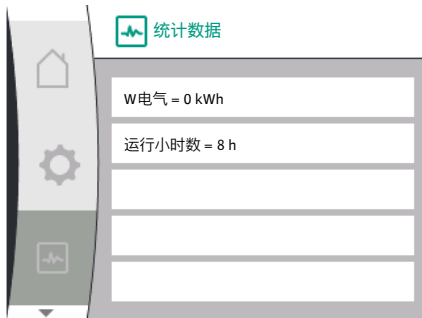 统计数据
W电气 = 0 kWh
运行小时数 = 8 h